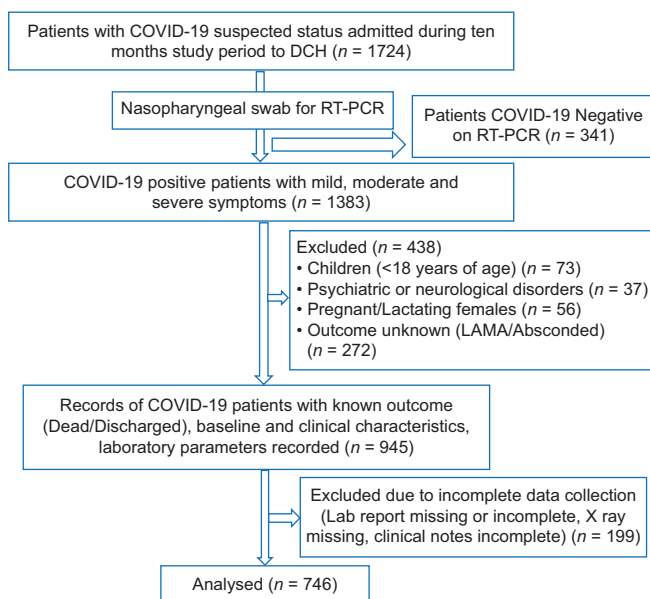 Patients with COVID-19 suspected status admitted during ten
months study period to DCH (n = 1724)
Nasopharyngeal swab for RT-PCR
Patients COVID-19 Negative
on RT-PCR (n = 341)
COVID-19 positive patients with mild, moderate and
severe symptoms (n = 1383)
Excluded (n = 438)
• Children (<18 years of age) (n = 73)
• Psychiatric or neurological disorders (n = 37)
• Pregnant/Lactating females (n = 56)
• Outcome unknown (LAMA/Absconded)
(n = 272)
Records of COVID-19 patients with known outcome
(Dead/Discharged), baseline and clinical characteristics,
laboratory parameters recorded (n = 945)
Excluded due to incomplete data collection
(Lab report missing or incomplete, X ray
missing, clinical notes incomplete) (n = 199)
Analysed (n = 746)